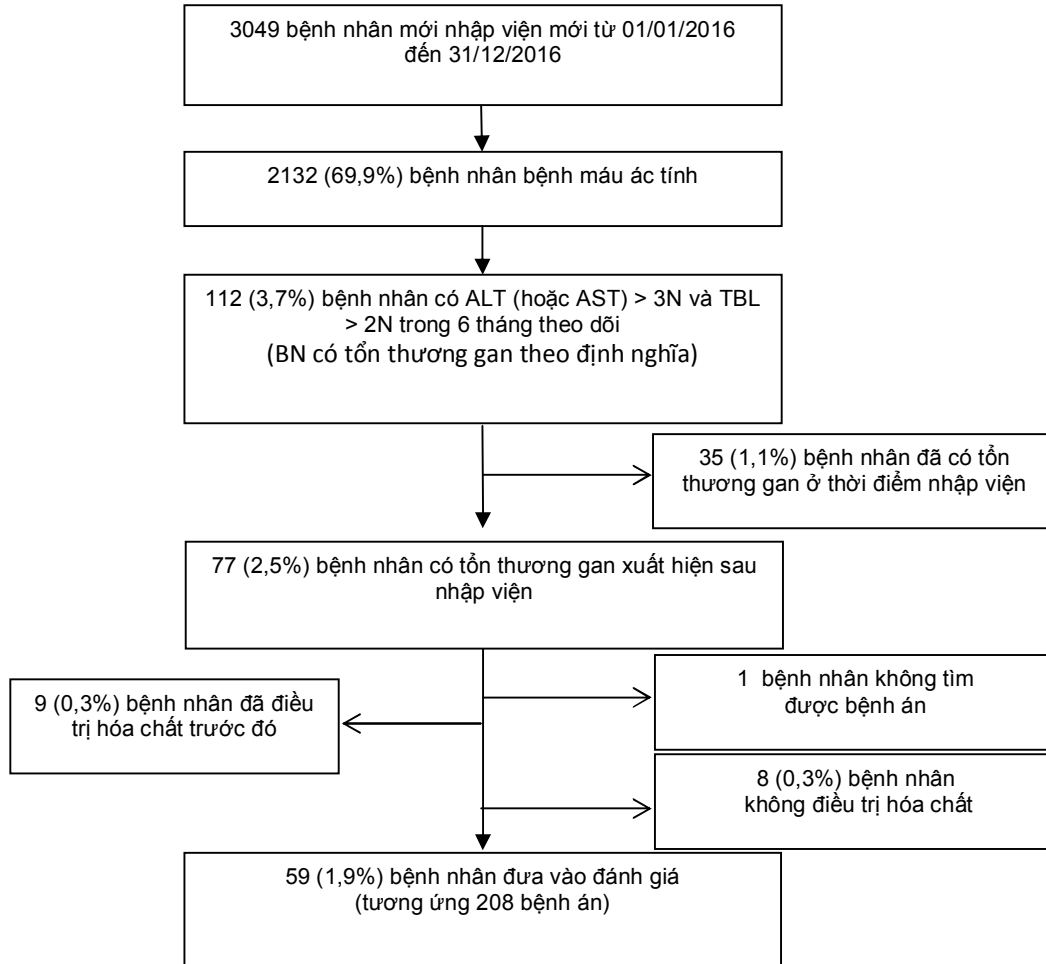 3049 bệnh nhân mới nhập viện mới từ 01/01/2016
đến 31/12/2016
2132 (69,9%) bệnh nhân bệnh máu ác tính
112 (3,7%) bệnh nhân có ALT (hoặc AST) > 3N và TBL
> 2N trong 6 tháng theo dõi
(BN có tổn thương gan theo định nghĩa)
35 (1,1%) bệnh nhân đã có tổn
thương gan ở thời điểm nhập viện
77 (2,5%) bệnh nhân có tổn thương gan xuất hiện sau
nhập viện
1 bệnh nhân không tìm
được bệnh án
9 (0,3%) bệnh nhân đã điều
trị hóa chất trước đó
8 (0,3%) bệnh nhân
không điều trị hóa chất
59 (1,9%) bệnh nhân đưa vào đánh giá
(tương ứng 208 bệnh án)